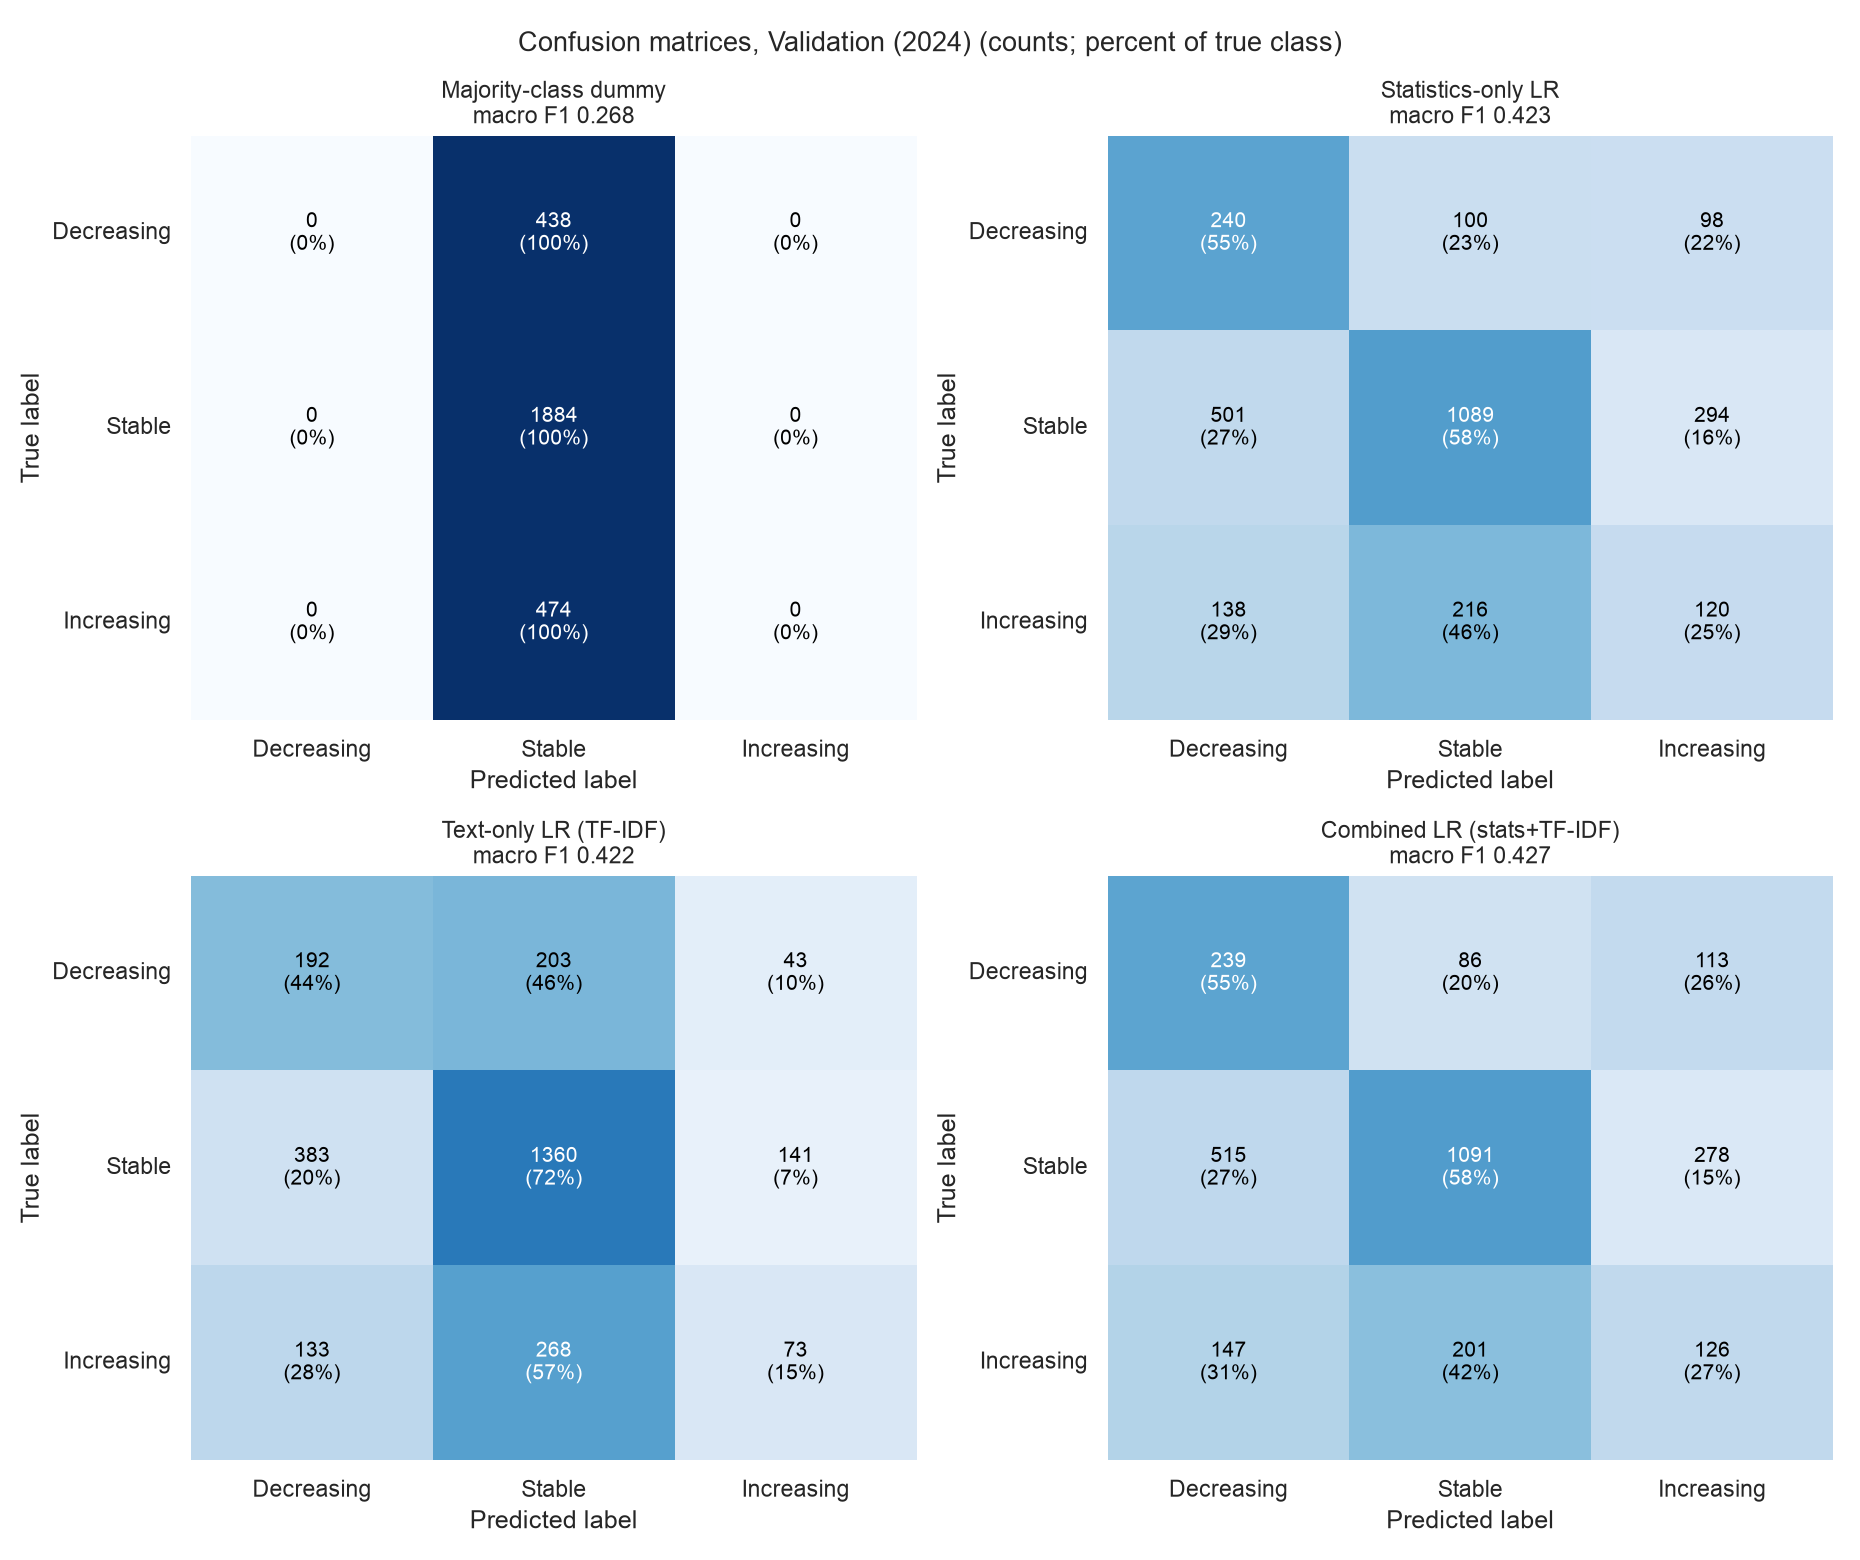 Confusion matrices, Validation (2024) (counts; percent of true class)
Majority-class dummy
macro F1 0.268
True label
Decreasing
Stable
Increasing
0
(0%)
438
(100%)
0
(0%)
0
(0%)
1884
(100%)
0
(0%)
0
(0%)
474
(100%)
0
(0%)
Decreasing
Stable
Increasing
Predicted label
Statistics-only LR
macro F1 0.423
True label
Decreasing
Stable
Increasing
240
(55%)
100
(23%)
98
(22%)
501
(27%)
1089
(58%)
294
(16%)
138
(29%)
216
(46%)
120
(25%)
Decreasing
Stable
Increasing
Predicted label
Text-only LR (TF-IDF)
macro F1 0.422
True label
Decreasing
Stable
Increasing
192
(44%)
203
(46%)
43
(10%)
383
(20%)
1360
(72%)
141
(7%)
133
(28%)
268
(57%)
73
(15%)
Decreasing
Stable
Increasing
Predicted label
Combined LR (stats+TF-IDF)
macro F1 0.427
True label
Decreasing
Stable
Increasing
239
(55%)
86
(20%)
113
(26%)
515
(27%)
1091
(58%)
278
(15%)
147
(31%)
201
(42%)
126
(27%)
Decreasing
Stable
Increasing
Predicted label